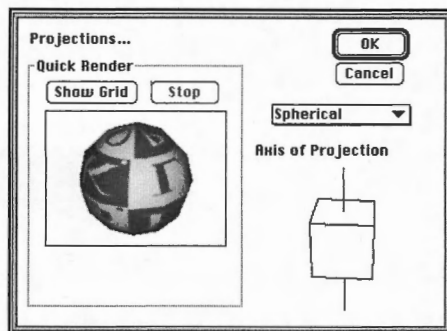 Projections...
OK
Quick Render
Cancel
Show Grid
Stop
Spherical
Axis of Projection